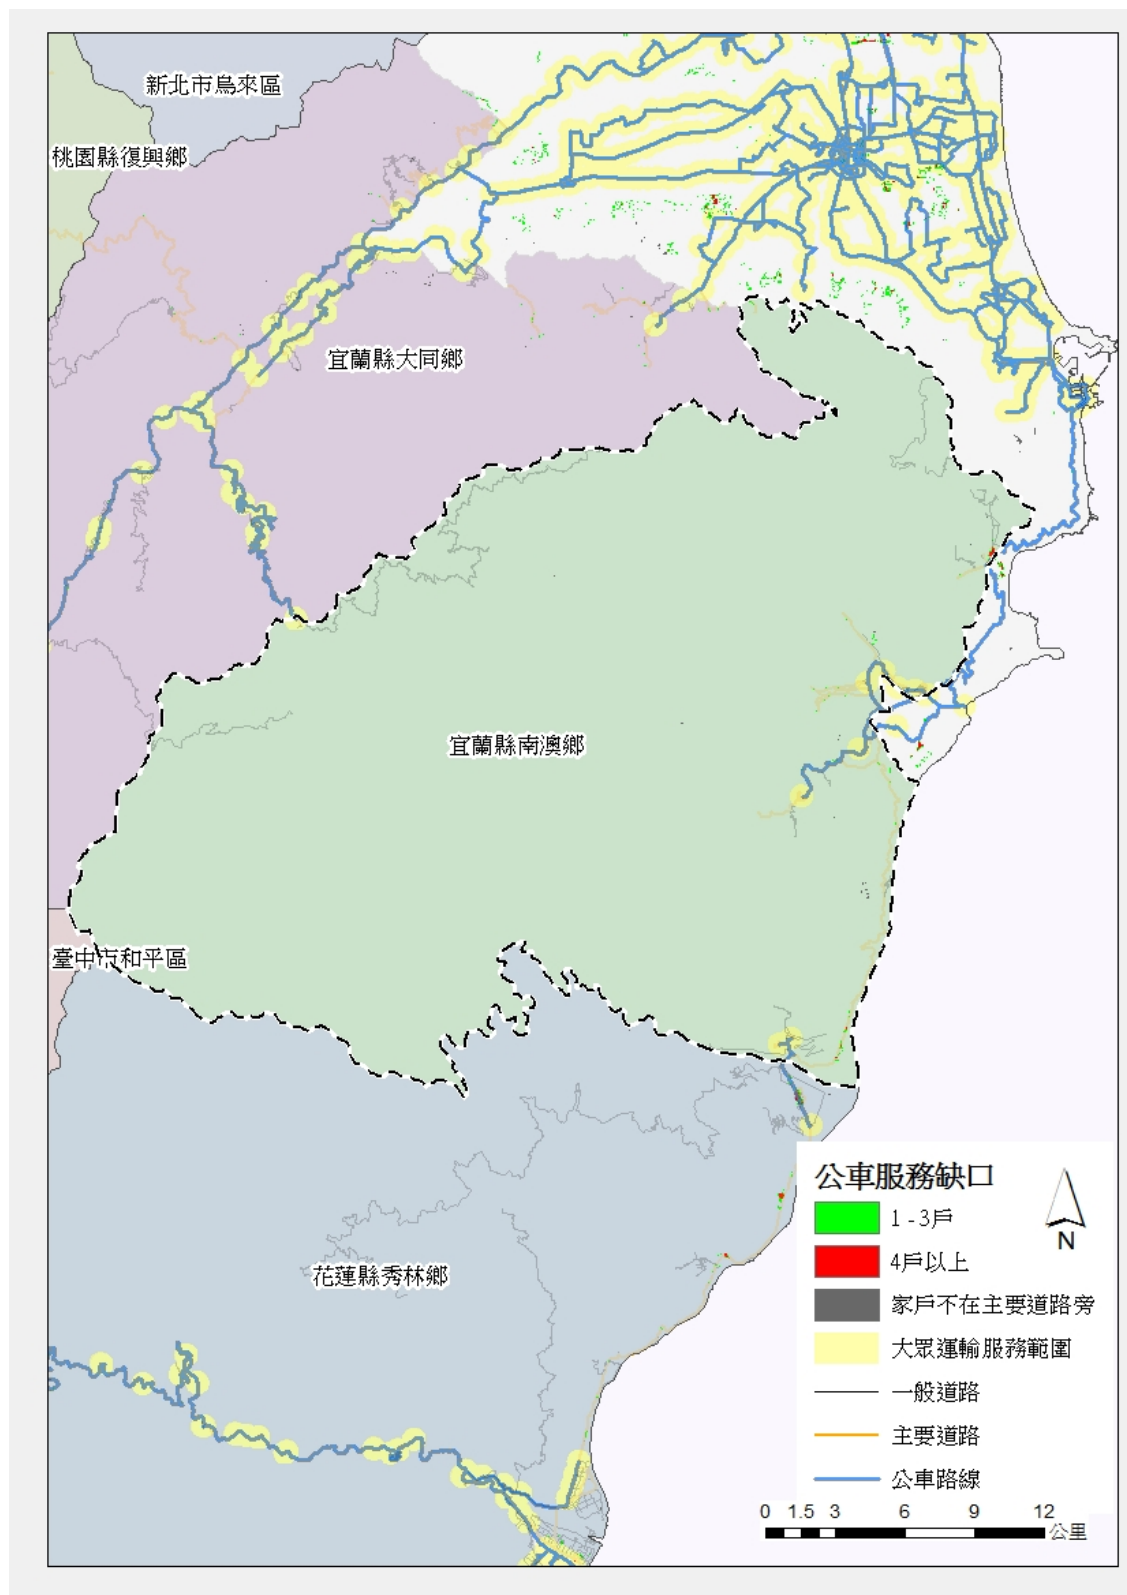 新北市烏來區
桃園縣復興鄉
宜蘭縣大同鄉
宜蘭縣南澳鄉
臺中市和平區
花蓮縣秀林鄉
公車服務缺口
1 - 3戶
4戶以上
家戶不在主要道路旁
大眾運輸服務範圍
一般道路
主要道路
公車路線
N
0 1.5 3 6 9 12
公里